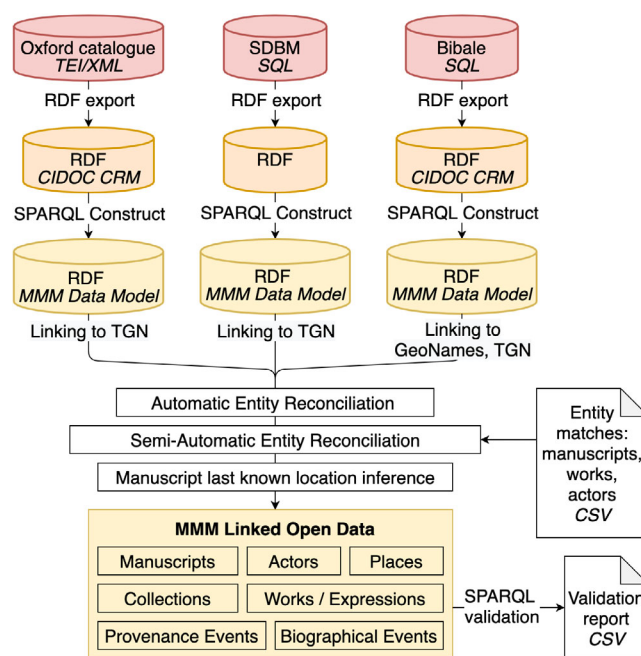 Oxford catalogue
TEI/XML
SDBM
SQL
Bibale
SQL
RDF export
RDF export
RDF export
RDF
CIDOC CRM
RDF
RDF
CIDOC CRM
SPARQL Construct
SPARQL Construct
SPARQL Construct
RDF
MMM Data Model
RDF
MMM Data Model
RDF
MMM Data Model
Linking to TGN
Linking to TGN
Linking to
GeoNames, TGN
Automatic Entity Reconciliation
Semi-Automatic Entity Reconciliation
Manuscript last known location inference
Entity
matches:
manuscripts,
works,
actors
CSV
MMM Linked Open Data
Manuscripts
Actors
Places
Collections
Works / Expressions
Provenance Events
Biographical Events
SPARQL
validation
Validation
report
CSV